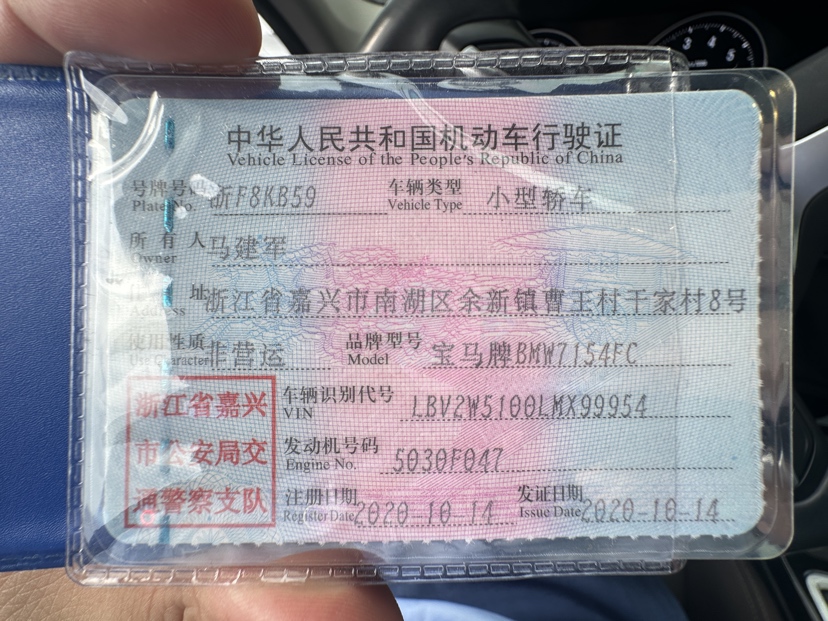 中华人民共和国机动车行驶证
Vehicle License of the People's Republic of China
号牌号码 浙F8KB59 车辆类型 小型轿车
Plate No. Vehicle Type
所有人 马建军
Owner
址 浙江省嘉兴市南湖区余新镇曹王村干家村8号
Address
使用性质 非营运 品牌型号 宝马牌BMW7154FC
Use Character Model
浙江省嘉兴
市公安局交
通警察支队
车辆识别代号 LBV2W5100LMX99954
VIN
发动机号码 5030F047
Engine No.
注册日期 2020-10-14 发证日期 2020-10-14
Register Date Issue Date
3 4 5